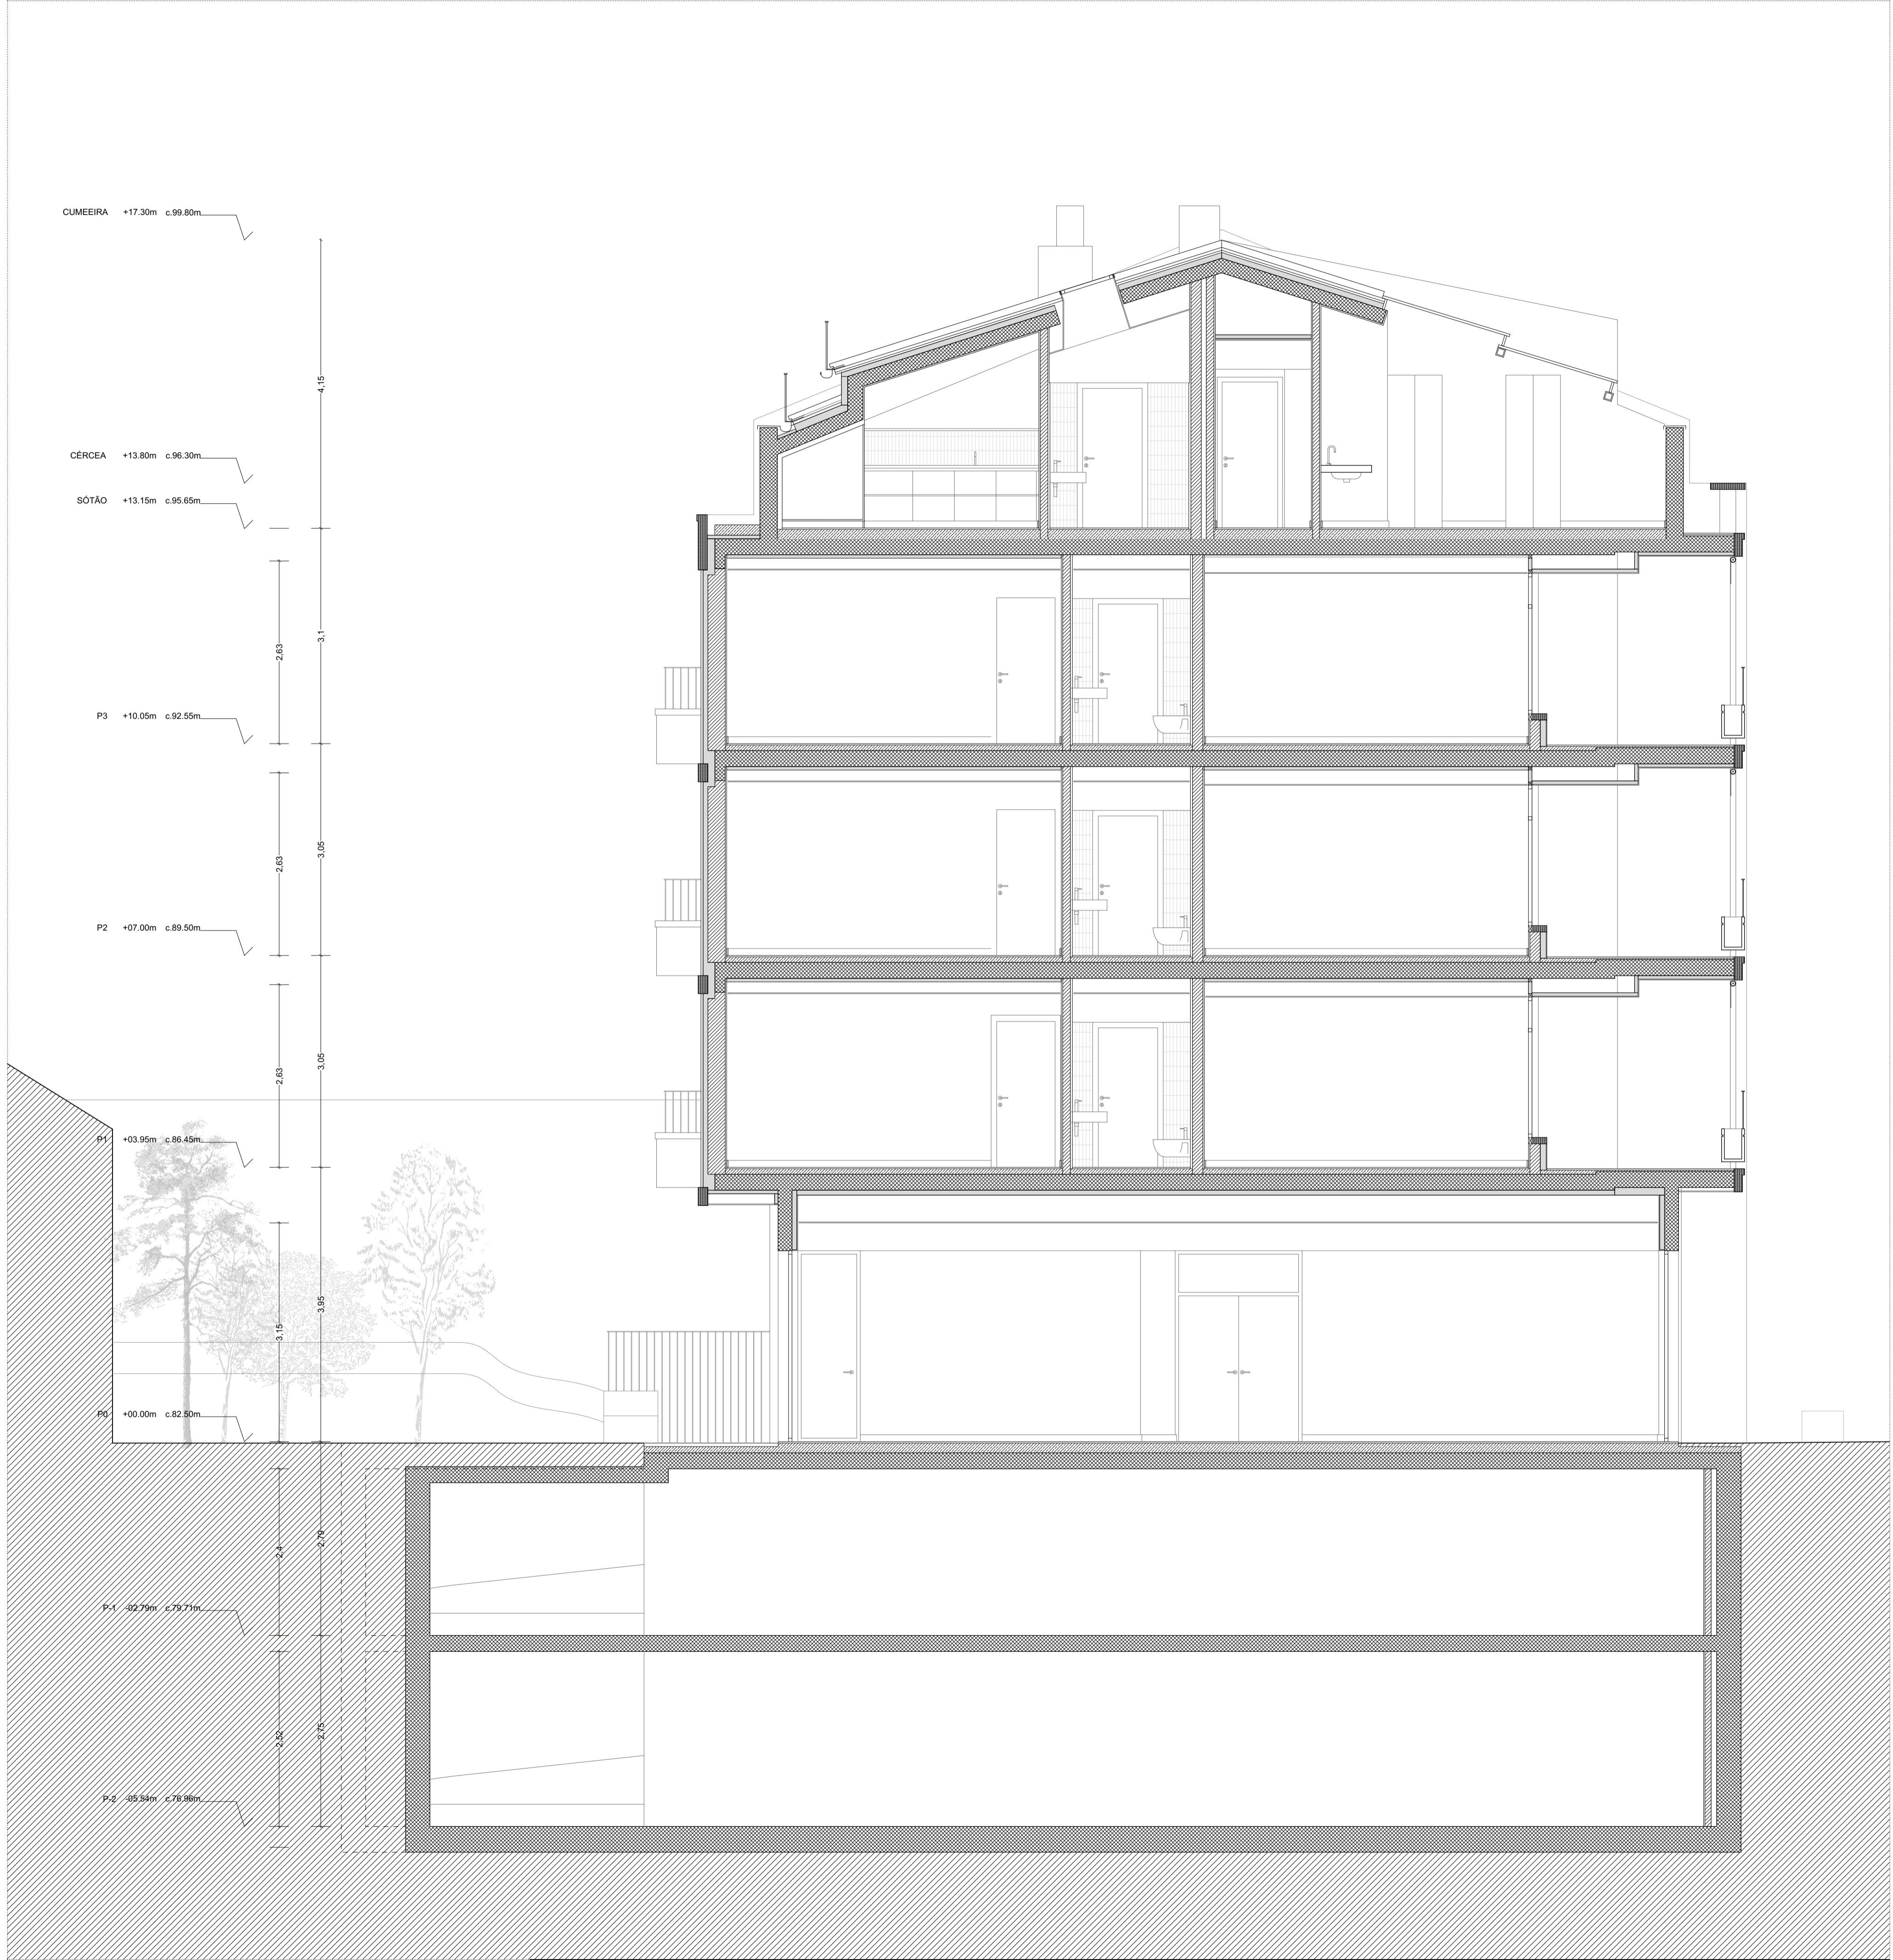 CUMEEIRA +17.30m c.99.80m
4,15
CÉRCEA +13.80m c.96.30m
SÓTÃO +13.15m c.95.65m
3,1
2,63
P3 +10.05m c.92.55m
3,05
2,63
P2 +07.00m c.89.50m
3,05
2,63
P1 +03.95m c.86.45m
3,95
3,15
P0 +00.00m c.82.50m
2,79
2,4
P-1 -02.79m c.79.71m
2,75
2,52
P-2 -05.54m c.76.96m